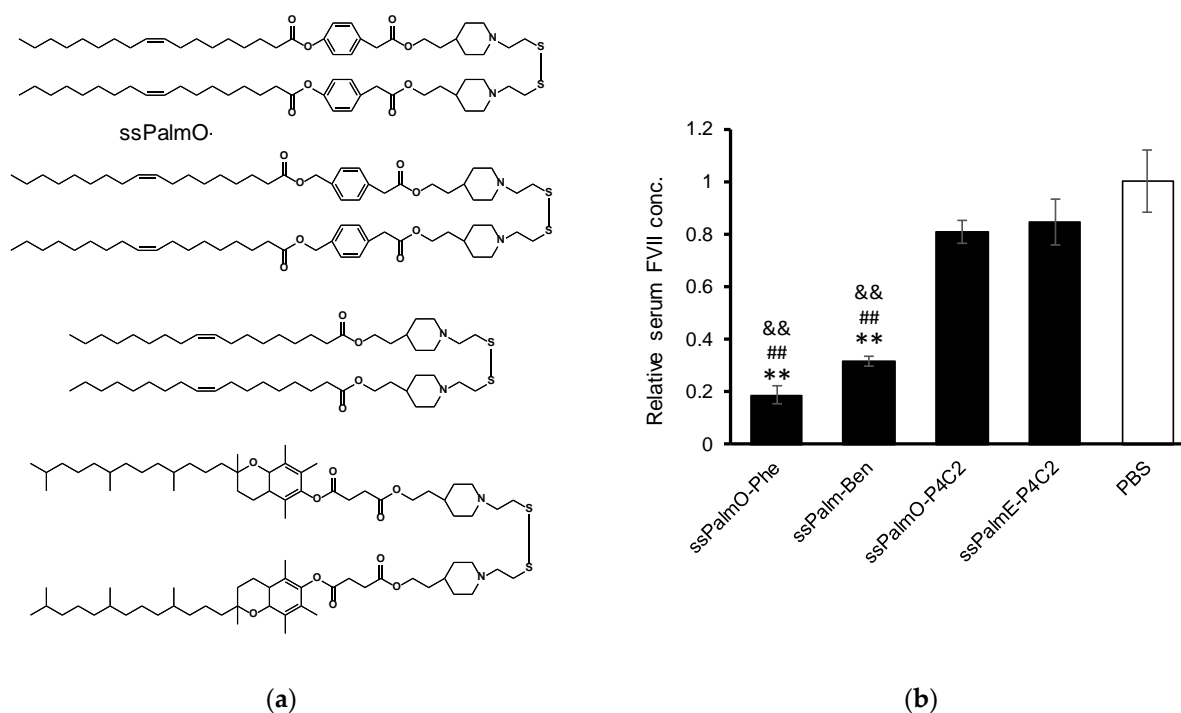 O O
O O N S
O O N S
O O
ssPalmO·
O O
O O N S
O O N S
O O
O
O N S
O N S
O
O O
O O N S
O
O
O O N S
O O
(a)
Relative serum FVII conc.
1.2
1
0.8
0.6
0.4
0.2
0
&&
##
**
&&
##
**
ssPalmO-Phe
ssPalm-Ben
ssPalmO-P4C2
ssPalmE-P4C2
PBS
(b)